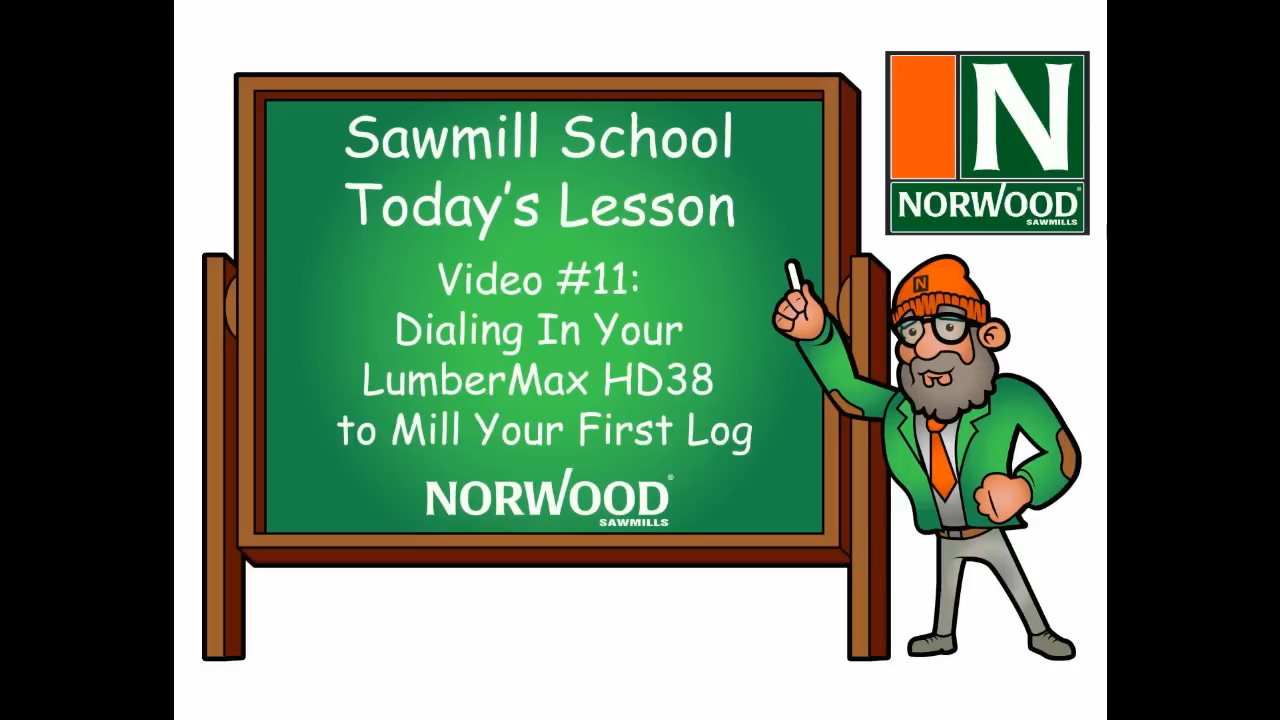 Sawmill School
Today's Lesson
Video #11:
Dialing In Your
LumberMax HD38
to Mill Your First Log
NORWOOD®
SAWMILLS
N
NORWOOD®
SAWMILLS
N